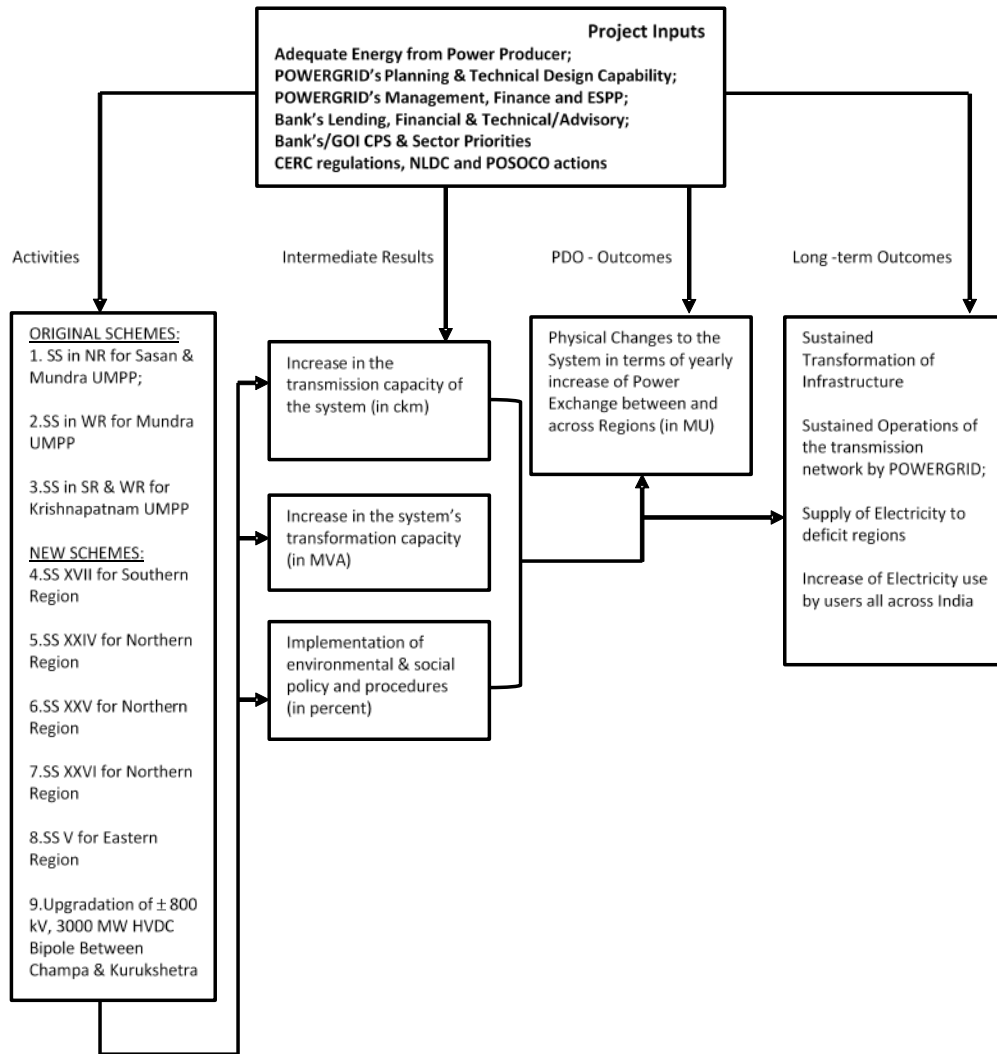 Project Inputs
Adequate Energy from Power Producer;
POWERGRID's Planning & Technical Design Capability;
POWERGRID's Management, Finance and ESPP;
Bank's Lending, Financial & Technical/Advisory;
Bank's/GOI CPS & Sector Priorities
CERC regulations, NLDC and POSOCO actions
Activities
Intermediate Results
PDO - Outcomes
Long -term Outcomes
ORIGINAL SCHEMES:
1. SS in NR for Sasan &
Mundra UMPP;
2.SS in WR for Mundra
UMPP
3.SS in SR & WR for
Krishnapatnam UMPP
NEW SCHEMES:
4.SS XVII for Southern
Region
5.SS XXIV for Northern
Region
6.SS XXV for Northern
Region
7.SS XXVI for Northern
Region
8.SS V for Eastern
Region
9.Upgradation of ± 800
kV, 3000 MW HVDC
Bipole Between
Champa & Kurukshetra
Increase in the
transmission capacity of
the system (in ckm)
Increase in the system's
transformation capacity
(in MVA)
Implementation of
environmental & social
policy and procedures
(in percent)
Physical Changes to the
System in terms of yearly
increase of Power
Exchange between and
across Regions (in MU)
Sustained
Transformation of
Infrastructure
Sustained Operations of
the transmission
network by POWERGRID;
Supply of Electricity to
deficit regions
Increase of Electricity use
by users all across India